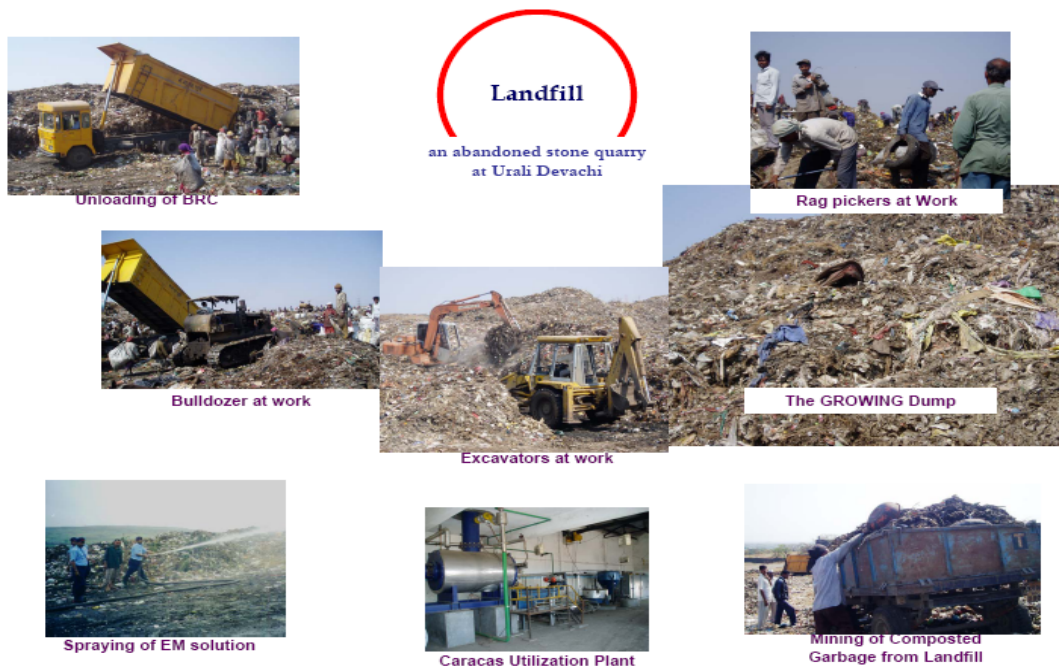 Landfill
an abandoned stone quarry
at Urali Devachi
Unloading of BRC
Rag pickers at Work
Bulldozer at work
The GROWING Dump
Excavators at work
Spraying of EM solution
Caracas Utilization Plant
Mining of Composted
Garbage from Landfill